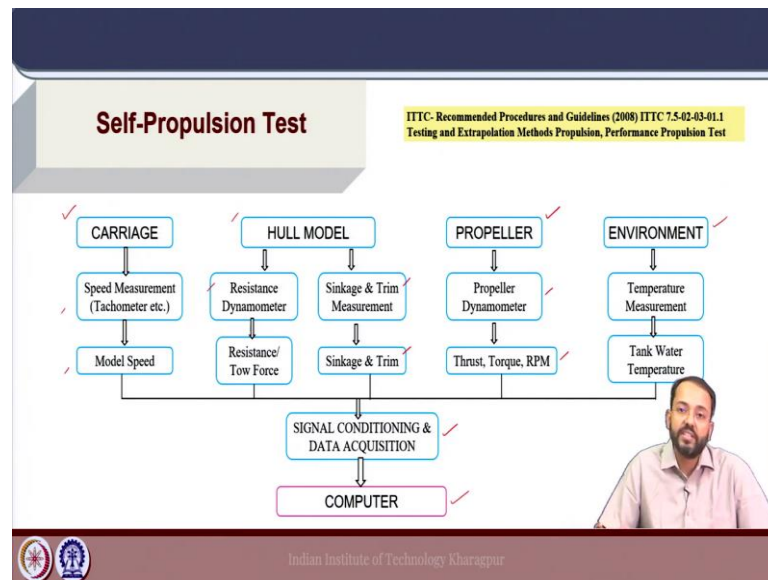 Self-Propulsion Test
ITTC- Recommended Procedures and Guidelines (2008) ITTC 7.5-02-03-01.1
Testing and Extrapolation Methods Propulsion, Performance Propulsion Test
CARRIAGE
HULL MODEL
PROPELLER
ENVIRONMENT
Speed Measurement
(Tachometer etc.)
Resistance
Dynamometer
Sinkage & Trim
Measurement
Propeller
Dynamometer
Temperature
Measurement
Model Speed
Resistance/
Tow Force
Sinkage & Trim
Thrust, Torque, RPM
Tank Water
Temperature
SIGNAL CONDITIONING &
DATA ACQUISITION
COMPUTER
Indian Institute of Technology Kharagpur